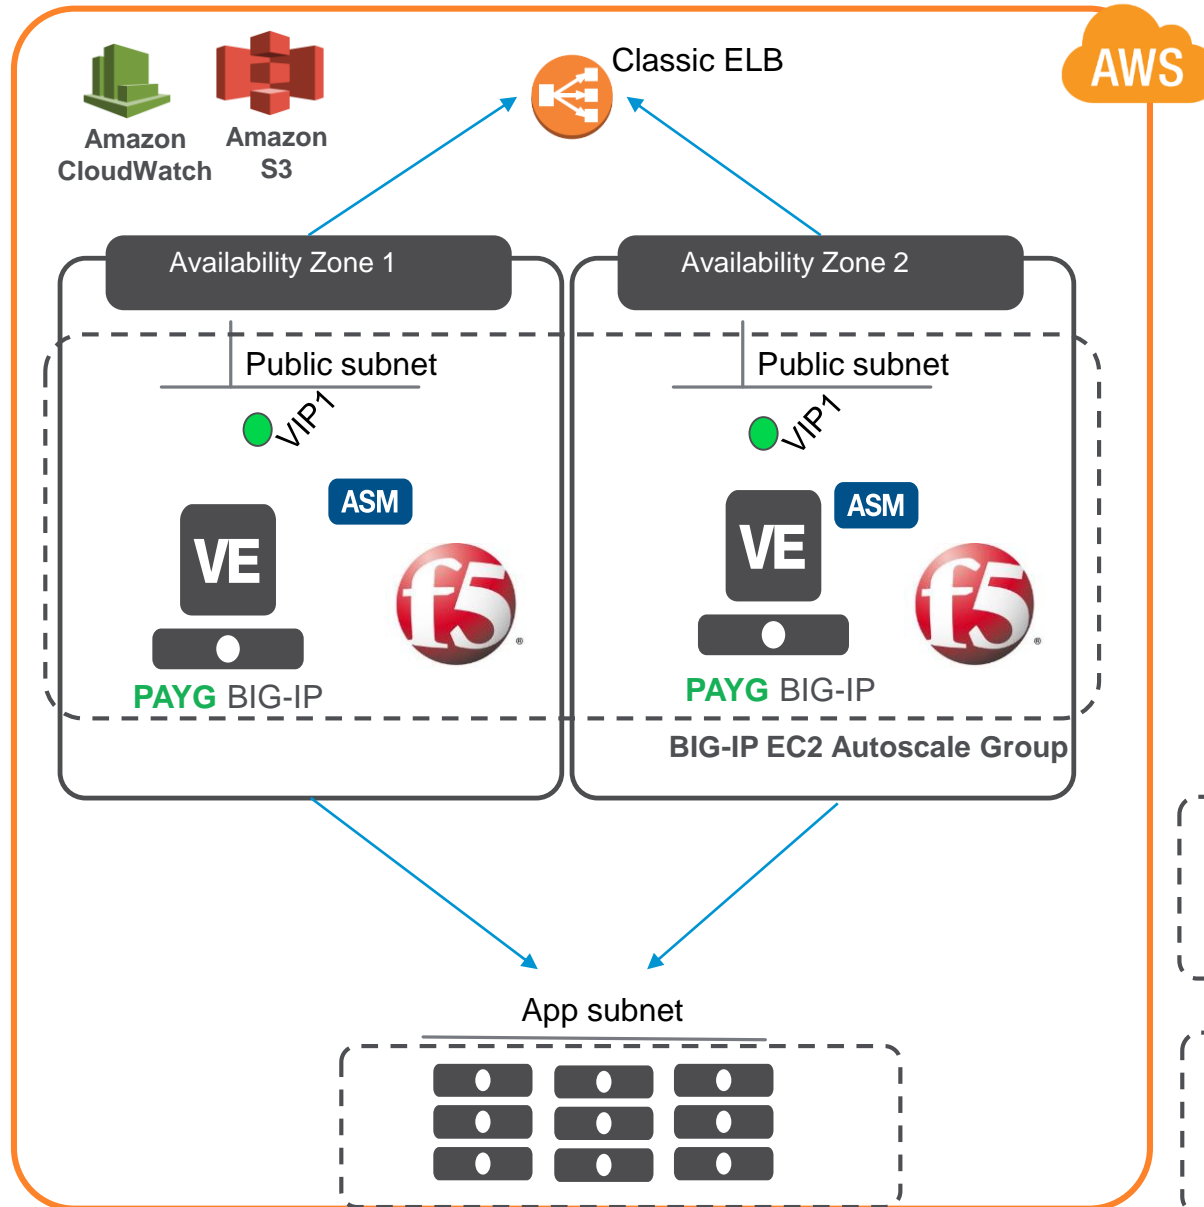 Classic ELB
AWS
Amazon
CloudWatch
Amazon
S3
Availability Zone 1
Availability Zone 2
Public subnet
Public subnet
VIP1
VIP1
ASM
ASM
VE
VE
f5
®
f5
®
PAYG BIG-IP
PAYG BIG-IP
BIG-IP EC2 Autoscale Group
App subnet